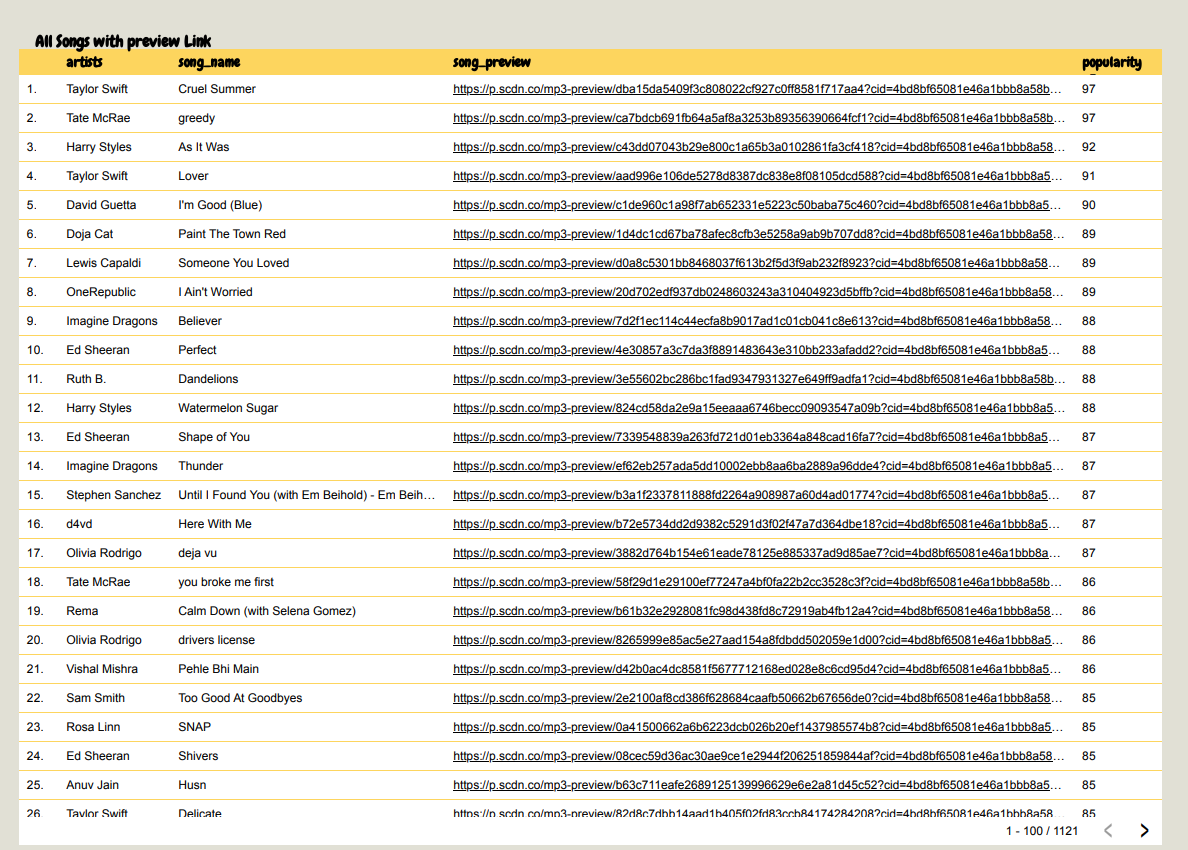 All Songs with preview Link
artists song_name song_preview popularity
1. Taylor Swift Cruel Summer https://p.scdn.co/mp3-preview/dba15da5409f3c808022cf927c0ff8581f717aa4?cid=4bd8bf65081e46a1bbb8a58b… 97
2. Tate McRae greedy https://p.scdn.co/mp3-preview/ca7bdcb691fb64a5af8a3253b89356390664fcf1?cid=4bd8bf65081e46a1bbb8a58b… 97
3. Harry Styles As It Was https://p.scdn.co/mp3-preview/c43dd07043b29e800c1a65b3a0102861fa3cf418?cid=4bd8bf65081e46a1bbb8a58… 92
4. Taylor Swift Lover https://p.scdn.co/mp3-preview/aad996e106de5278d8387dc838e8f08105dcd588?cid=4bd8bf65081e46a1bbb8a5… 91
5. David Guetta I'm Good (Blue) https://p.scdn.co/mp3-preview/c1de960c1a98f7ab652331e5223c50baba75c460?cid=4bd8bf65081e46a1bbb8a5… 90
6. Doja Cat Paint The Town Red https://p.scdn.co/mp3-preview/1d4dc1cd67ba78afec8cfb3e5258a9ab9b707dd8?cid=4bd8bf65081e46a1bbb8a58… 89
7. Lewis Capaldi Someone You Loved https://p.scdn.co/mp3-preview/d0a8c5301bb8468037f613b2f5d3f9ab232f8923?cid=4bd8bf65081e46a1bbb8a58… 89
8. OneRepublic I Ain't Worried https://p.scdn.co/mp3-preview/20d702edf937db0248603243a310404923d5bffb?cid=4bd8bf65081e46a1bbb8a58… 89
9. Imagine Dragons Believer https://p.scdn.co/mp3-preview/7d2f1ec114c44ecfa8b9017ad1c01cb041c8e613?cid=4bd8bf65081e46a1bbb8a58… 88
10. Ed Sheeran Perfect https://p.scdn.co/mp3-preview/4e30857a3c7da3f8891483643e310bb233afadd2?cid=4bd8bf65081e46a1bbb8a5… 88
11. Ruth B. Dandelions https://p.scdn.co/mp3-preview/3e55602bc286bc1fad9347931327e649ff9adfa1?cid=4bd8bf65081e46a1bbb8a58b… 88
12. Harry Styles Watermelon Sugar https://p.scdn.co/mp3-preview/824cd58da2e9a15eeaaa6746becc09093547a09b?cid=4bd8bf65081e46a1bbb8a5… 88
13. Ed Sheeran Shape of You https://p.scdn.co/mp3-preview/7339548839a263fd721d01eb3364a848cad16fa7?cid=4bd8bf65081e46a1bbb8a5… 87
14. Imagine Dragons Thunder https://p.scdn.co/mp3-preview/ef62eb257ada5dd10002ebb8aa6ba2889a96dde4?cid=4bd8bf65081e46a1bbb8a5… 87
15. Stephen Sanchez Until I Found You (with Em Beihold) - Em Beih… https://p.scdn.co/mp3-preview/b3a1f2337811888fd2264a908987a60d4ad01774?cid=4bd8bf65081e46a1bbb8a58… 87
16. d4vd Here With Me https://p.scdn.co/mp3-preview/b72e5734dd2d9382c5291d3f02f47a7d364dbe18?cid=4bd8bf65081e46a1bbb8a5… 87
17. Olivia Rodrigo deja vu https://p.scdn.co/mp3-preview/3882d764b154e61eade78125e885337ad9d85ae7?cid=4bd8bf65081e46a1bbb8a… 87
18. Tate McRae you broke me first https://p.scdn.co/mp3-preview/58f29d1e29100ef77247a4bf0fa22b2cc3528c3f?cid=4bd8bf65081e46a1bbb8a58b… 86
19. Rema Calm Down (with Selena Gomez) https://p.scdn.co/mp3-preview/b61b32e2928081fc98d438fd8c72919ab4fb12a4?cid=4bd8bf65081e46a1bbb8a58… 86
20. Olivia Rodrigo drivers license https://p.scdn.co/mp3-preview/8265999e85ac5e27aad154a8fdbdd502059e1d00?cid=4bd8bf65081e46a1bbb8a5… 86
21. Vishal Mishra Pehle Bhi Main https://p.scdn.co/mp3-preview/d42b0ac4dc8581f5677712168ed028e8c6cd95d4?cid=4bd8bf65081e46a1bbb8a5… 86
22. Sam Smith Too Good At Goodbyes https://p.scdn.co/mp3-preview/2e2100af8cd386f628684caafb50662b67656de0?cid=4bd8bf65081e46a1bbb8a58… 85
23. Rosa Linn SNAP https://p.scdn.co/mp3-preview/0a41500662a6b6223dcb026b20ef1437985574b8?cid=4bd8bf65081e46a1bbb8a5… 85
24. Ed Sheeran Shivers https://p.scdn.co/mp3-preview/08cec59d36ac30ae9ce1e2944f206251859844af?cid=4bd8bf65081e46a1bbb8a58… 85
25. Anuv Jain Husn https://p.scdn.co/mp3-preview/b63c711eafe2689125139996629e6e2a81d45c52?cid=4bd8bf65081e46a1bbb8a5… 85
26. Taylor Swift Delicate https://p.scdn.co/mp3-preview/82d8c7dbb14aad1b405f02fd83ccb84174284208?cid=4bd8bf65081e46a1bbb8a58… 85
1 - 100 / 1121